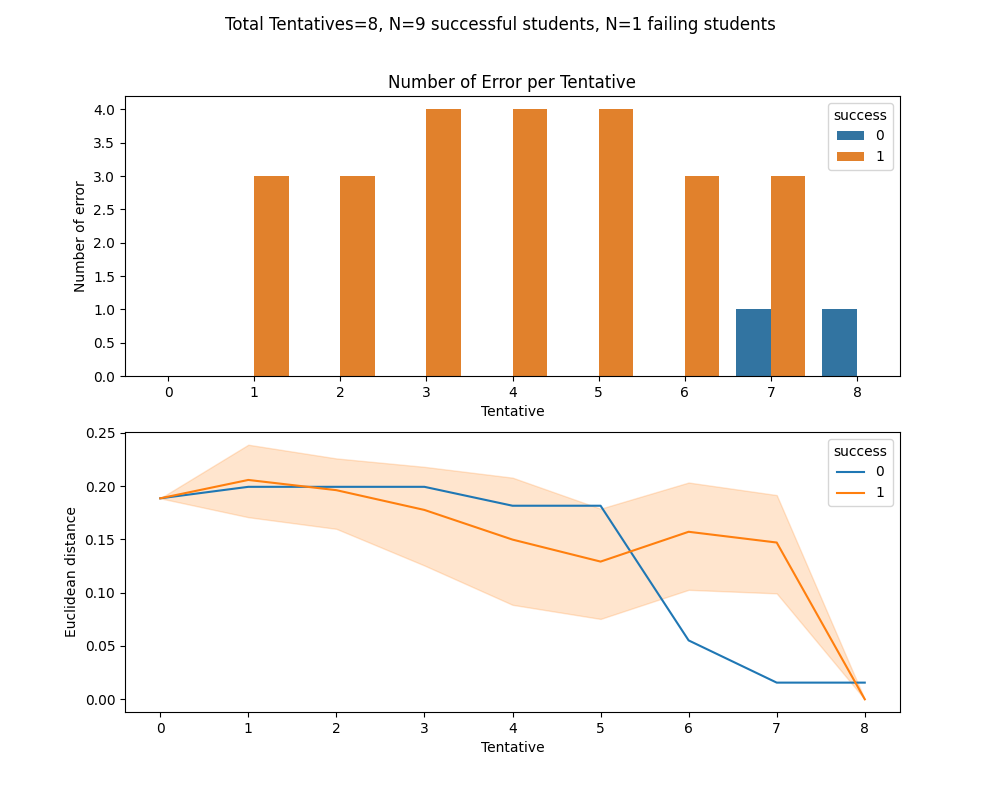 Total Tentatives=8, N=9 successful students, N=1 failing students
Number of Error per Tentative
4.0
3.5
3.0
2.5
2.0
1.5
1.0
0.5
0.0
Number of error
success
0
1
0 1 2 3 4 5 6 7 8
Tentative
0.25
0.20
0.15
0.10
0.05
0.00
Euclidean distance
success
0
1
0 1 2 3 4 5 6 7 8
Tentative